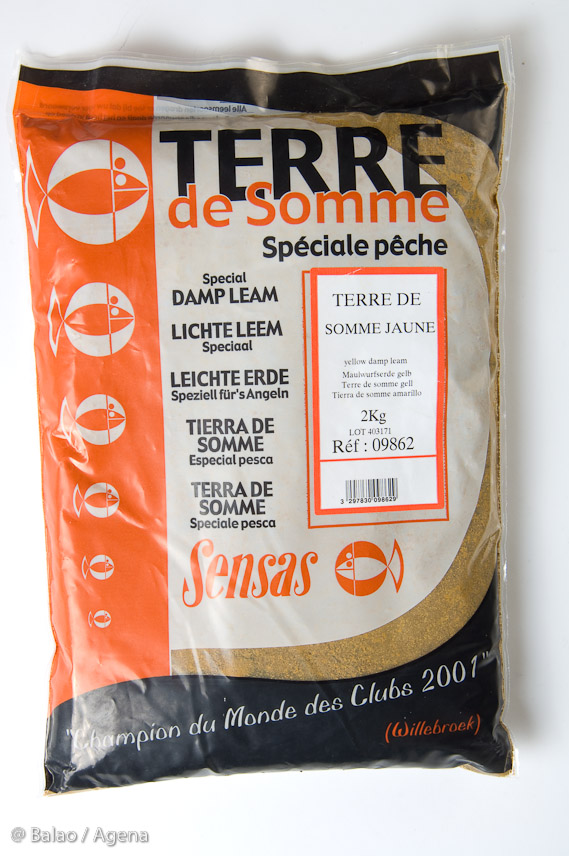 TERRE
de Somme
Spéciale pêche
Special
DAMP LEAM
LICHTE LEEM
Speciaal
LEICHTE ERDE
Speziell für's Angeln
TIERRA DE
SOMME
Especial pesca
TERRA DE
SOMME
Speciale pesca
TERRE DE
SOMME JAUNE
yellow damp leam
Mauiwurfserde gelb
Terre de somme gell
Tierra de somme amarillo
2Kg
LOT 403171
Réf : 09862
3 297830 098629
Sensas
"Champion du Monde des Clubs 2001"
(Willebroek)
@ Balao / Agena